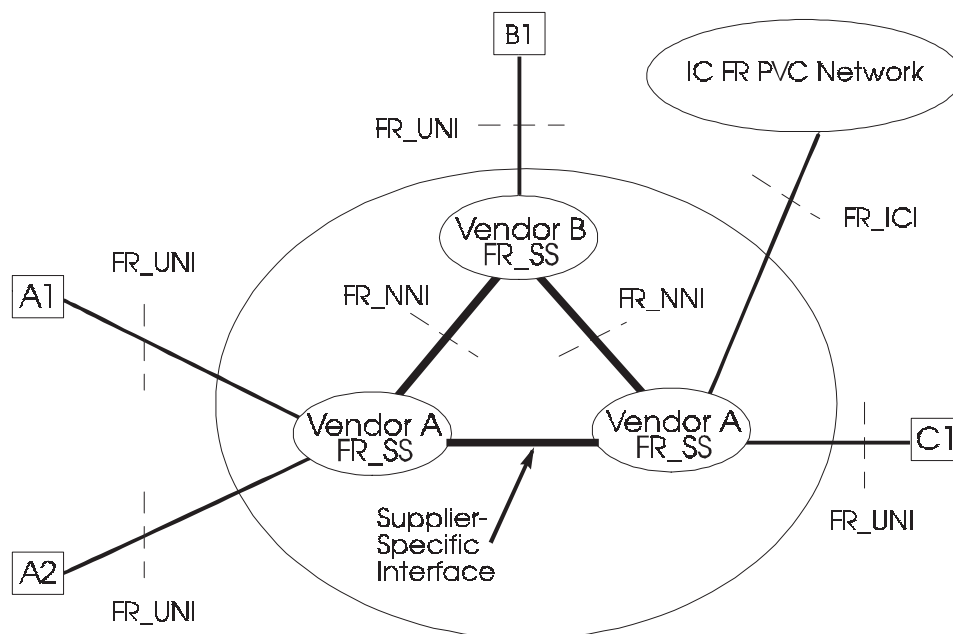 B1
IC FR PVC Network
FR_UNI
FR_ICI
Vendor B
FR_SS
FR_UNI
A1
FR_NNI
FR_NNI
Vendor A
FR_SS
Vendor A
FR_SS
C1
Supplier-
Specific
Interface
FR_UNI
A2
FR_UNI